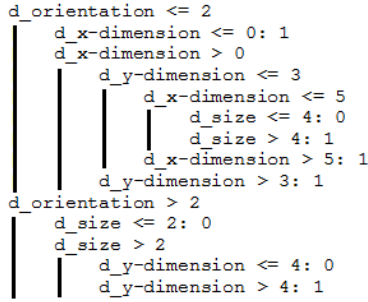 d_orientation <= 2
d_x-dimension <= 0: 1
d_x-dimension > 0
d_y-dimension <= 3
d_x-dimension <= 5
d_size <= 4: 0
d_size > 4: 1
d_x-dimension > 5: 1
d_y-dimension > 3: 1
d_orientation > 2
d_size <= 2: 0
d_size > 2
d_y-dimension <= 4: 0
d_y-dimension > 4: 1